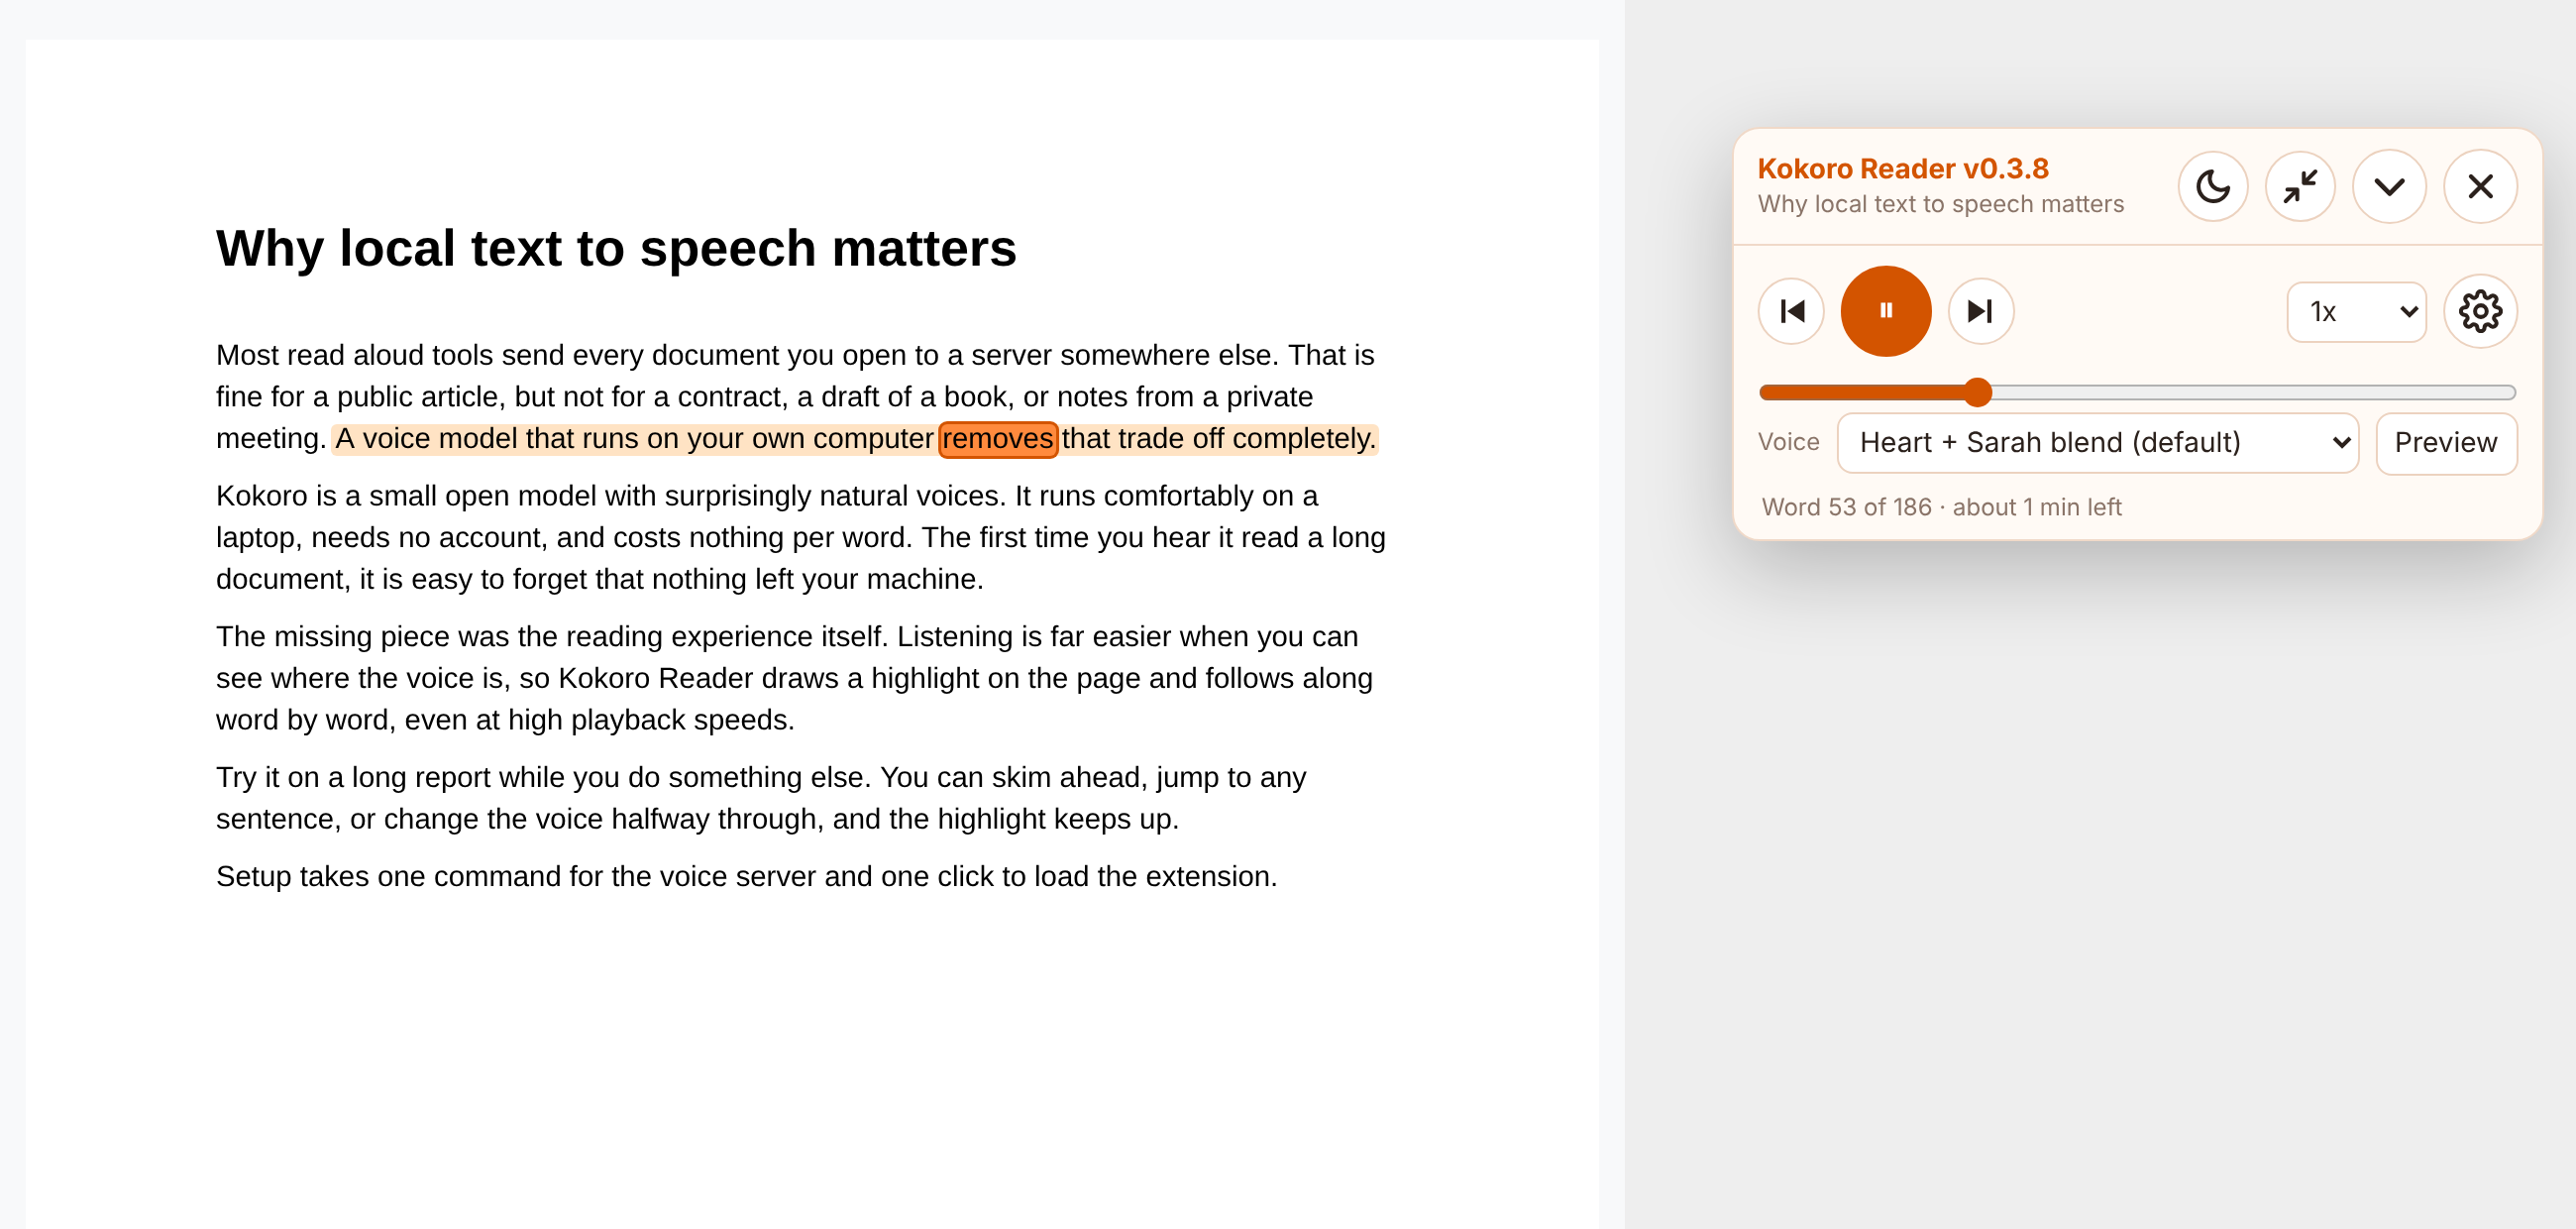 Why local text to speech matters
Most read aloud tools send every document you open to a server somewhere else. That is
fine for a public article, but not for a contract, a draft of a book, or notes from a private
meeting. A voice model that runs on your own computer removes that trade off completely.
Kokoro is a small open model with surprisingly natural voices. It runs comfortably on a
laptop, needs no account, and costs nothing per word. The first time you hear it read a long
document, it is easy to forget that nothing left your machine.
The missing piece was the reading experience itself. Listening is far easier when you can
see where the voice is, so Kokoro Reader draws a highlight on the page and follows along
word by word, even at high playback speeds.
Try it on a long report while you do something else. You can skim ahead, jump to any
sentence, or change the voice halfway through, and the highlight keeps up.
Setup takes one command for the voice server and one click to load the extension.
Kokoro Reader v0.3.8
Why local text to speech matters
1x
Voice
Heart + Sarah blend (default)
Preview
Word 53 of 186 · about 1 min left